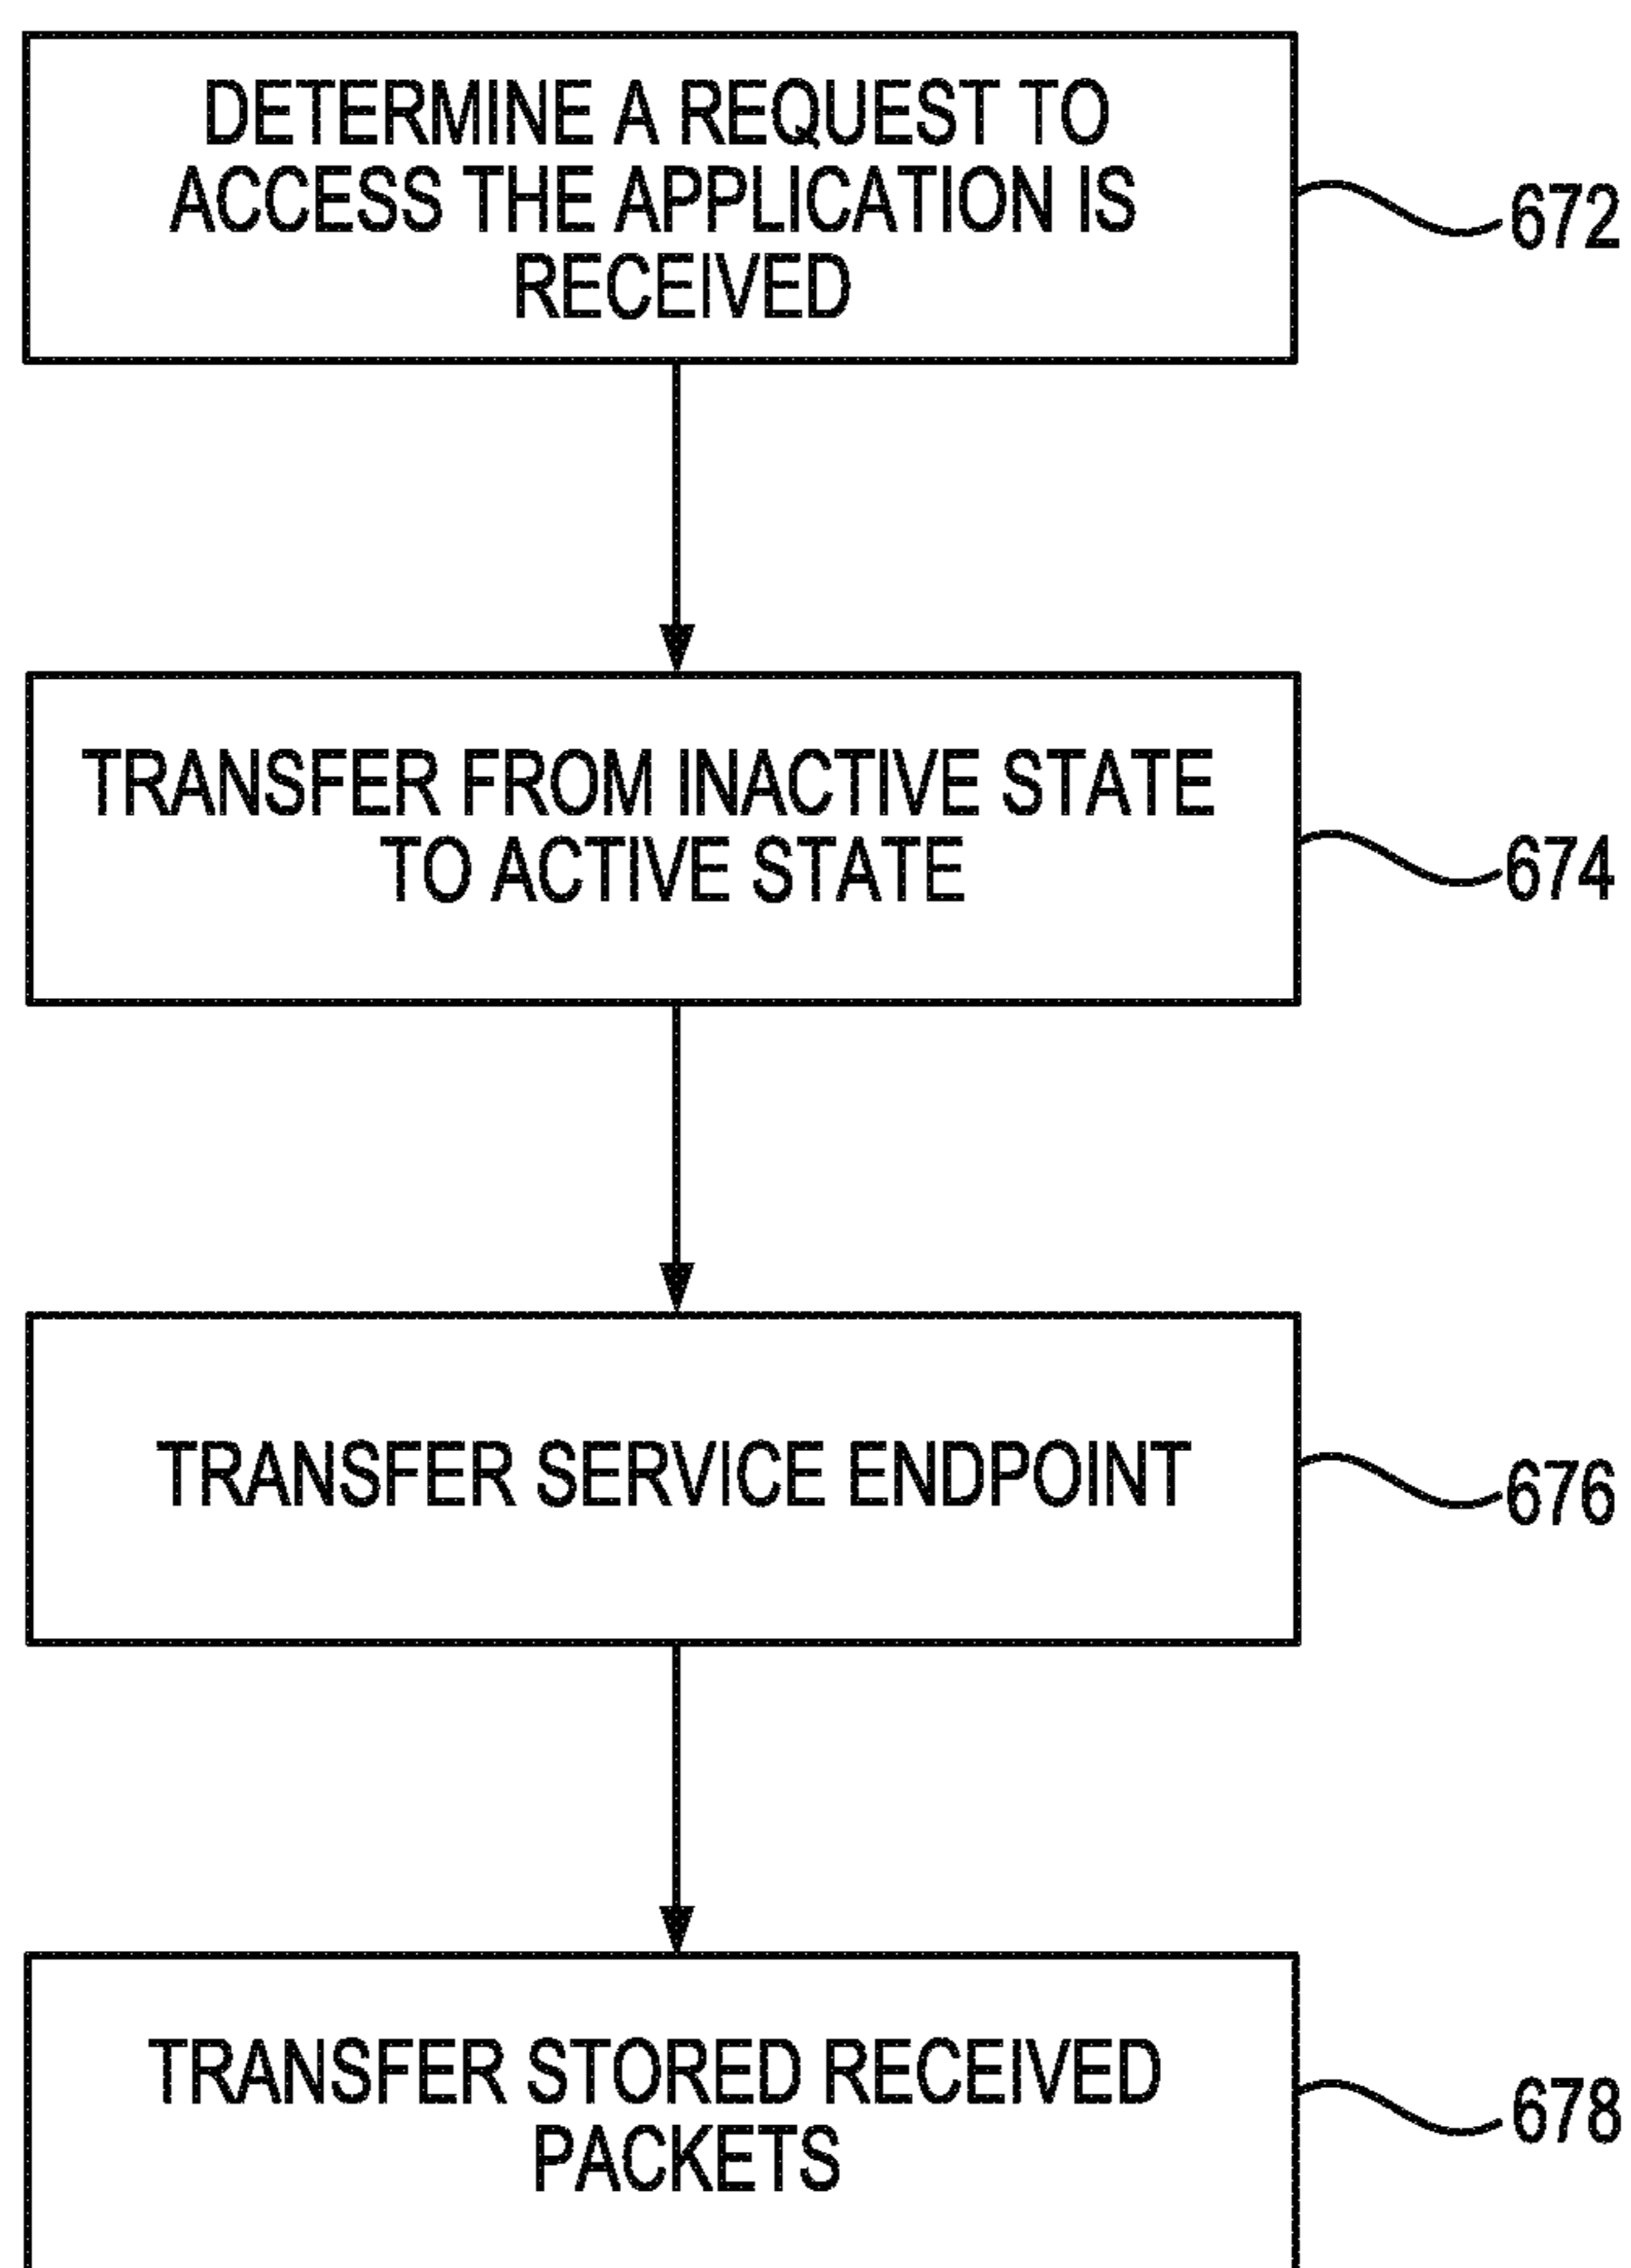 DETERMINE A REQUEST TO
ACCESS THE APPLICATION IS
RECEIVED
672
TRANSFER FROM INACTIVE STATE
TO ACTIVE STATE
674
TRANSFER SERVICE ENDPOINT
676
TRANSFER STORED RECEIVED
PACKETS
678